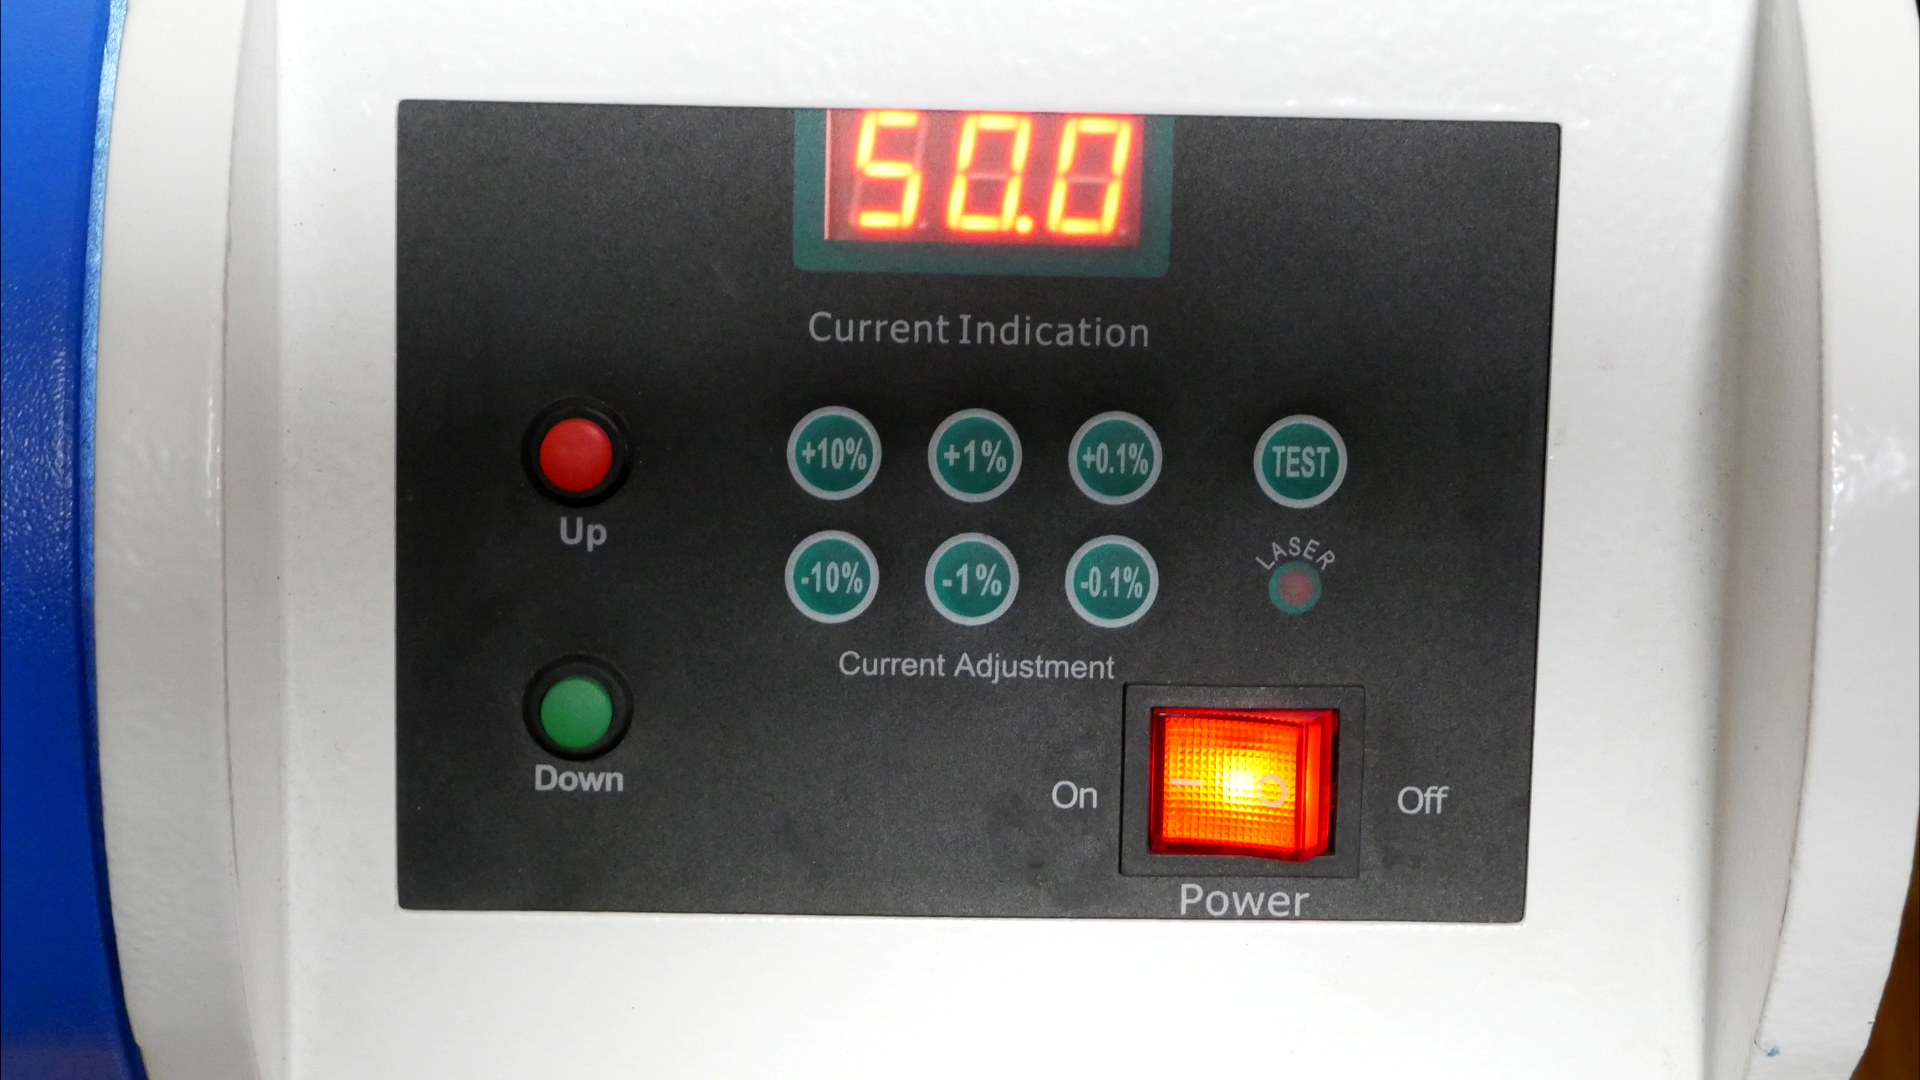 50.0
Current Indication
+10% +1% +0.1% TEST
Up
-10% -1% -0.1% LASER
Current Adjustment
Down
On Off
Power